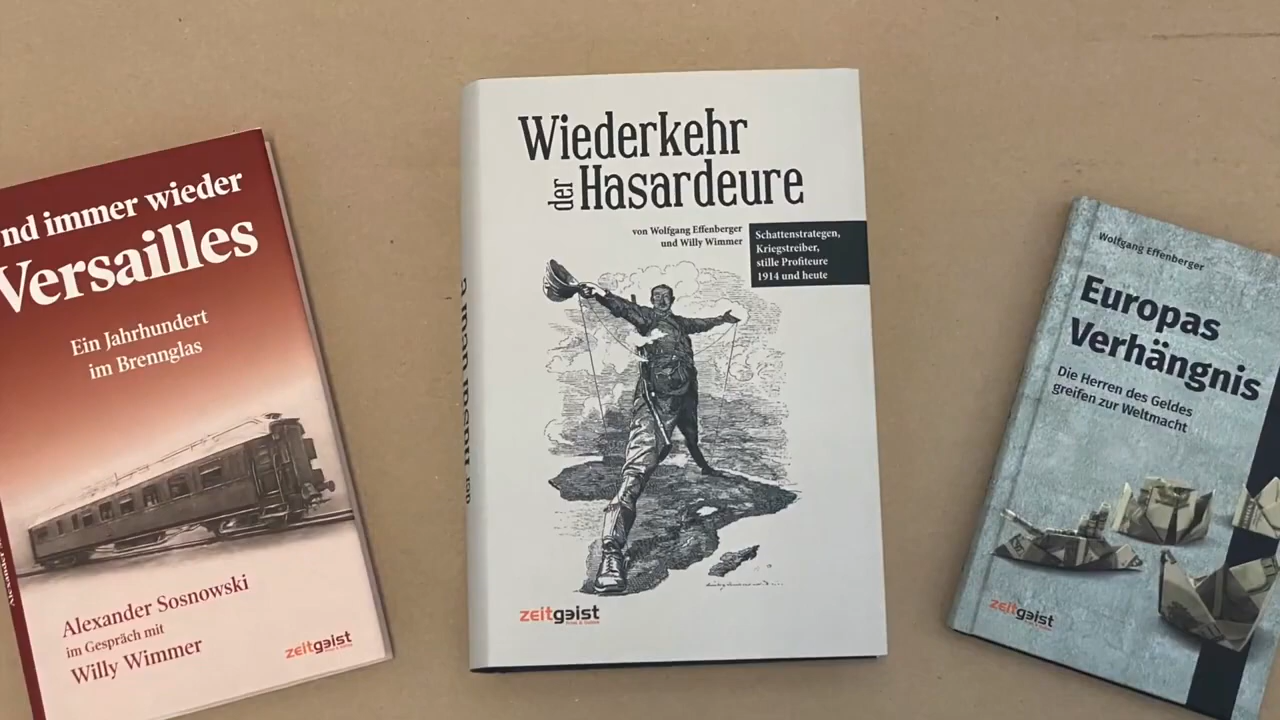 nd immer wieder
Versailles
Ein Jahrhundert
im Brennglas
Alexander Sosnowski
im Gespräch mit
Willy Wimmer
zeitgeist
Wiederkehr
der Hasardeure
von Wolfgang Effenberger
und Willy Wimmer
Schattenstrategen,
Kriegstreiber,
stille Profiteure
1914 und heute
zeitgeist
Print & Online
Wolfgang Effenberger
Europas
Verhängnis
Die Herren des Geldes
greifen zur Weltmacht
zeitgeist